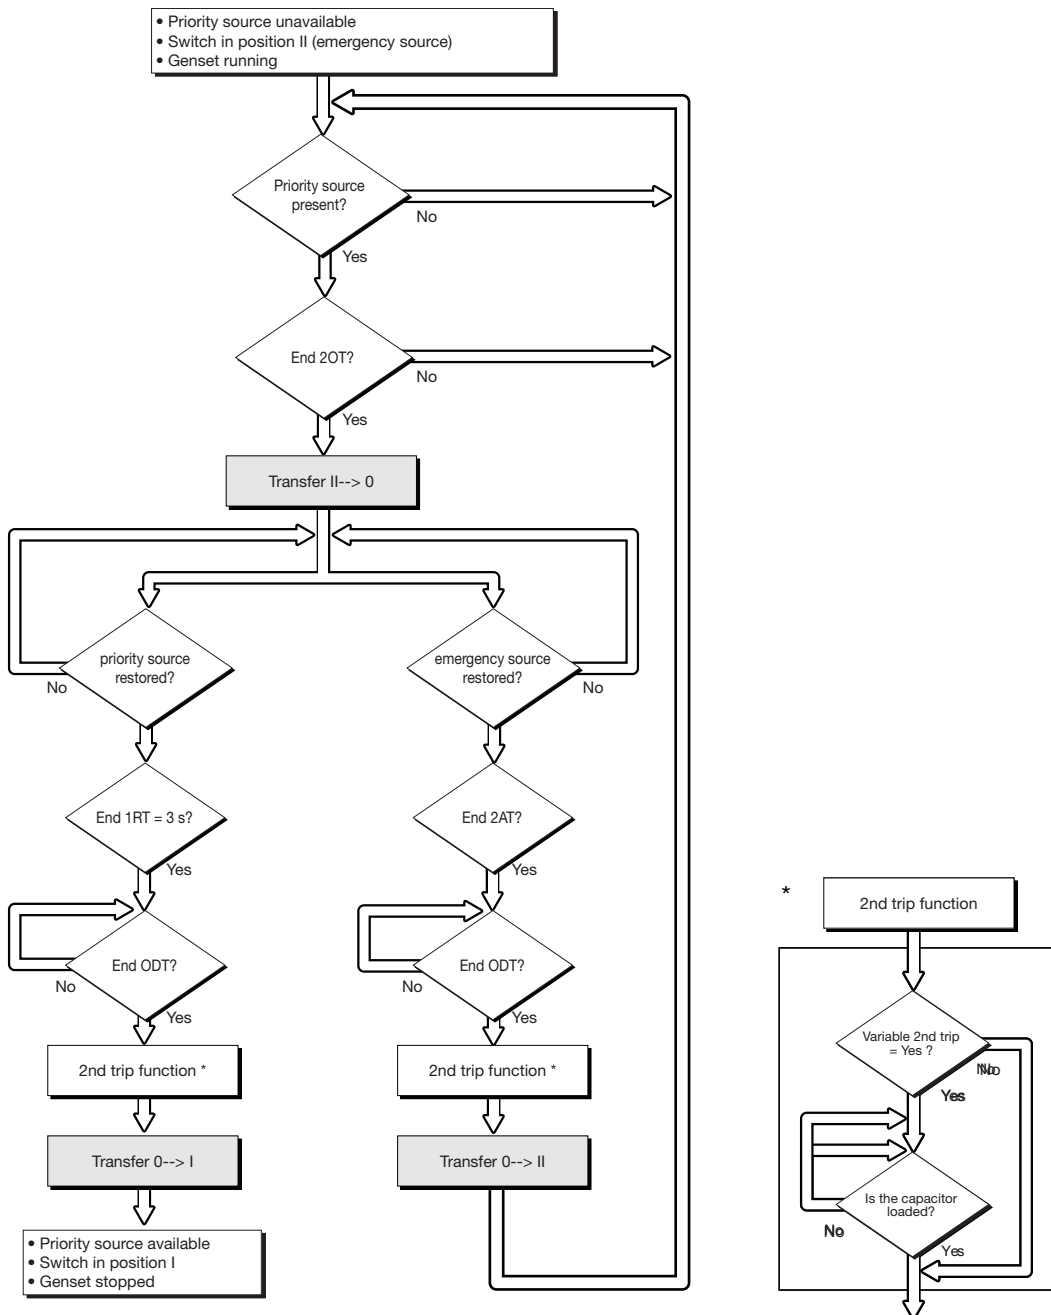 • Priority source unavailable
• Switch in position II (emergency source)
• Genset running
Priority source
present?
No
Yes
End 2OT?
No
Yes
Transfer II--> 0
priority source
restored?
No
emergency source
restored?
No
End 1RT = 3 s?
Yes
End 2AT?
Yes
End ODT?
No
Yes
End ODT?
No
Yes
2nd trip function *
2nd trip function *
Transfer 0--> I
Transfer 0--> II
• Priority source available
• Switch in position I
• Genset stopped
*
2nd trip function
Variable 2nd trip
= Yes ?
No
No
Yes
Is the capacitor
loaded?
No
Yes